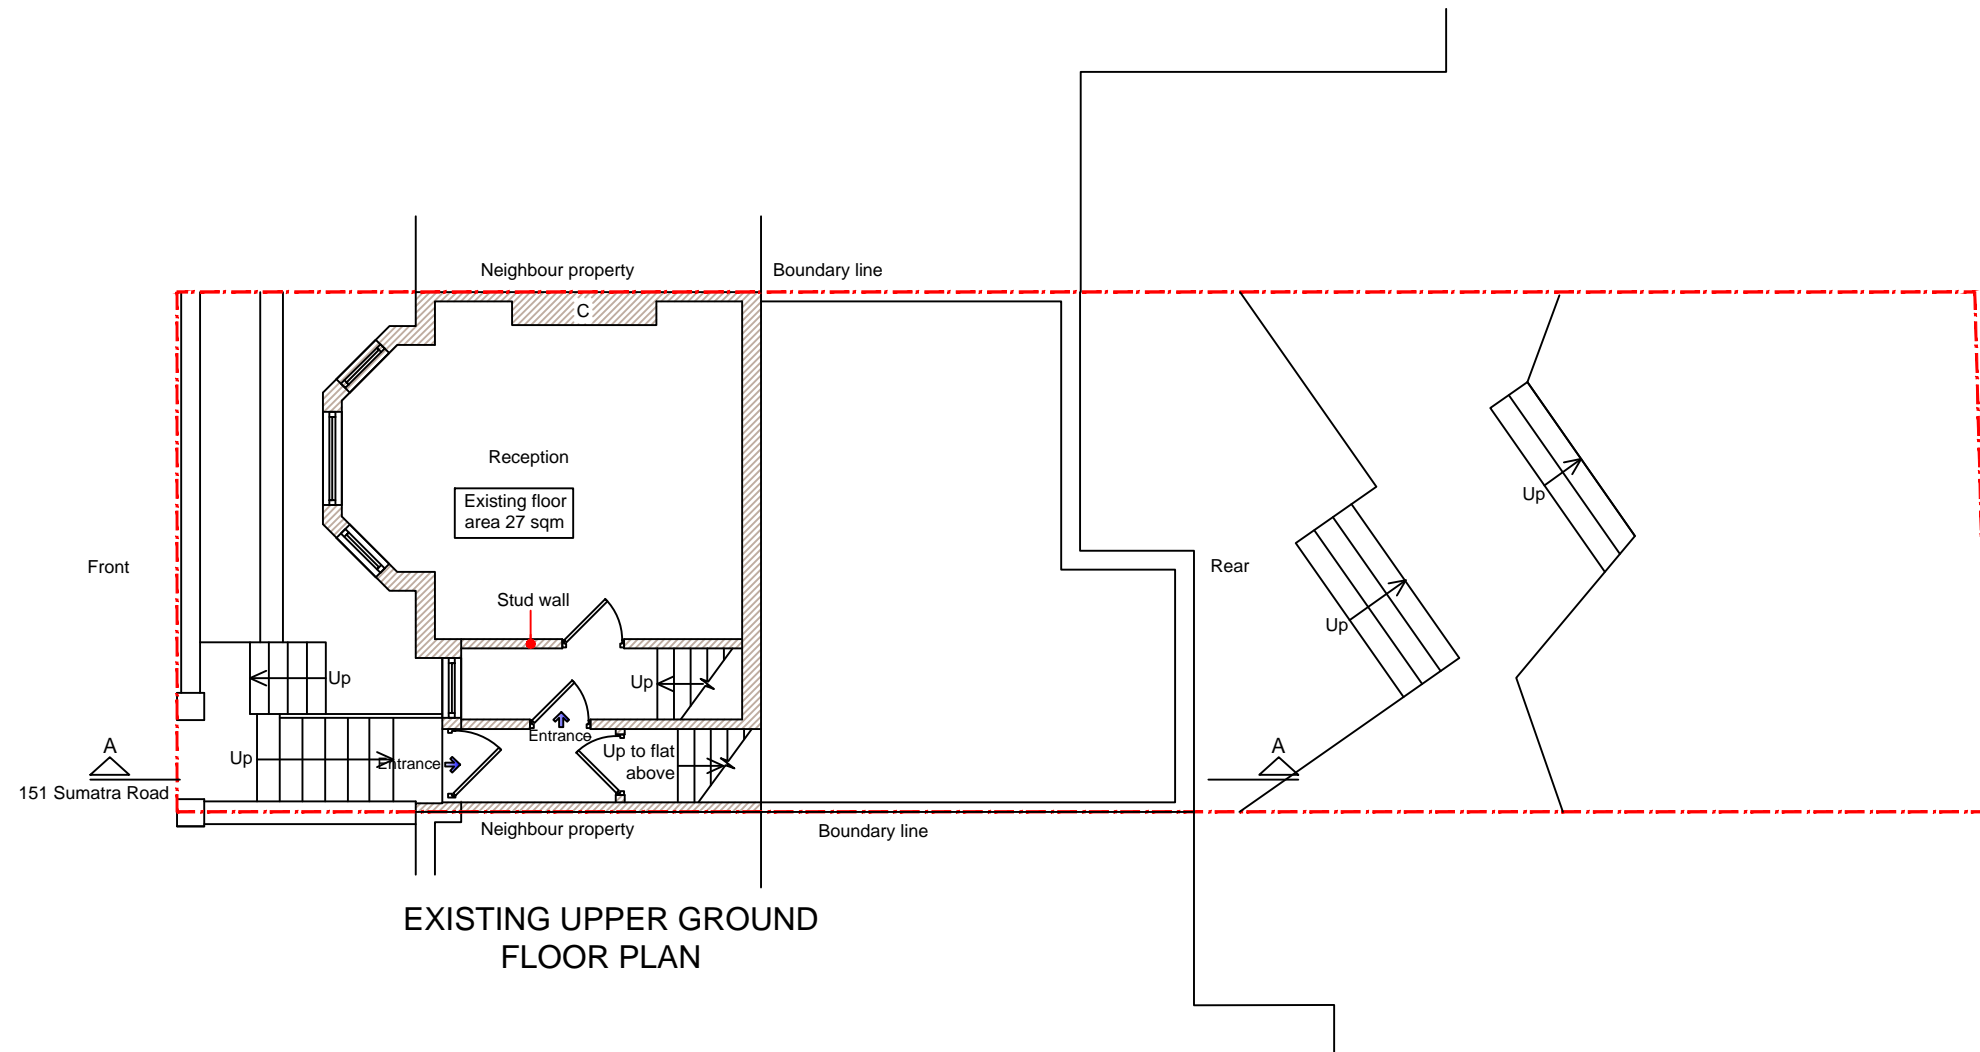 Neighbour property
Boundary line
C
Reception
Existing floor
area 27 sqm
Up
Front
Rear
Stud wall
Up
Up
Up
Entrance
Up
Entrance
Up to flat
above
A
A
151 Sumatra Road
Neighbour property
Boundary line
EXISTING UPPER GROUND
FLOOR PLAN